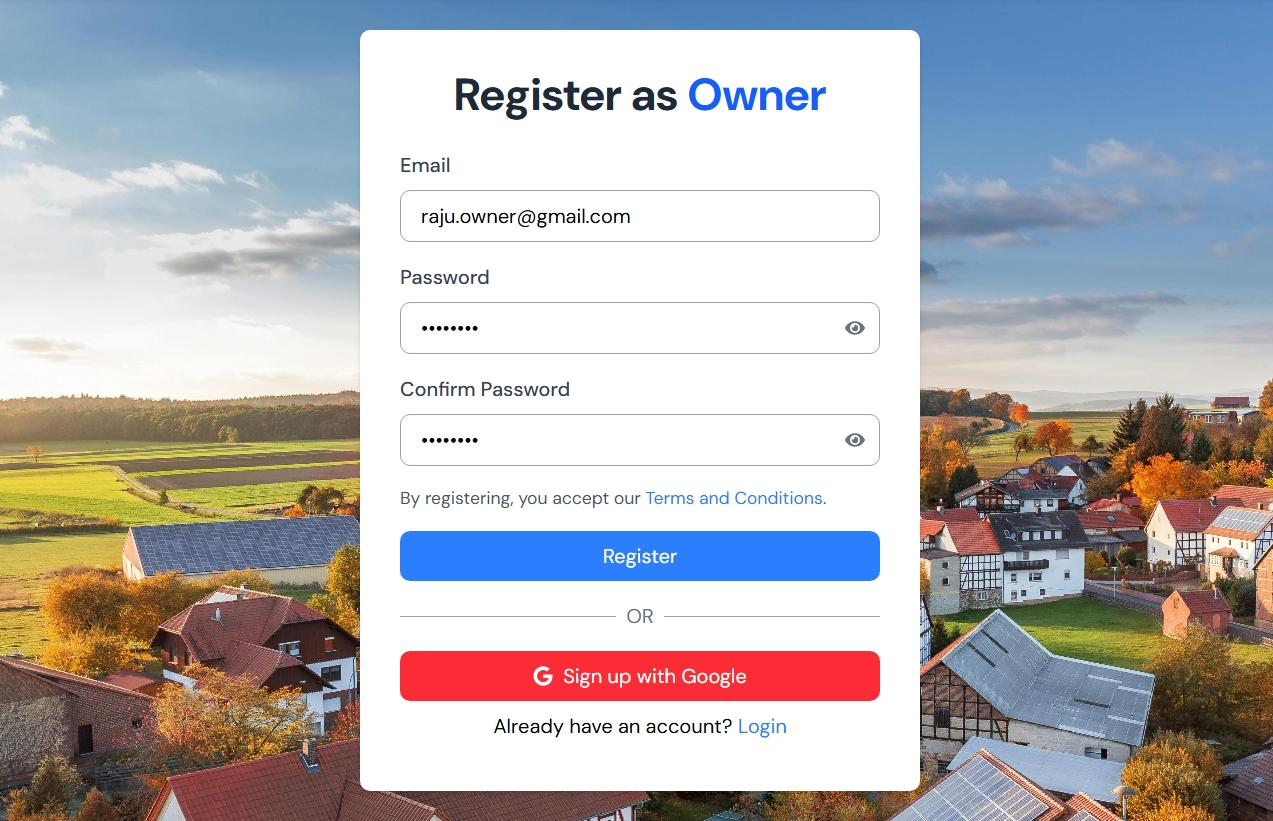 Register as Owner
Email
raju.owner@gmail.com
Password
••••••••
Confirm Password
••••••••
By registering, you accept our Terms and Conditions.
Register
OR
Sign up with Google
Already have an account? Login